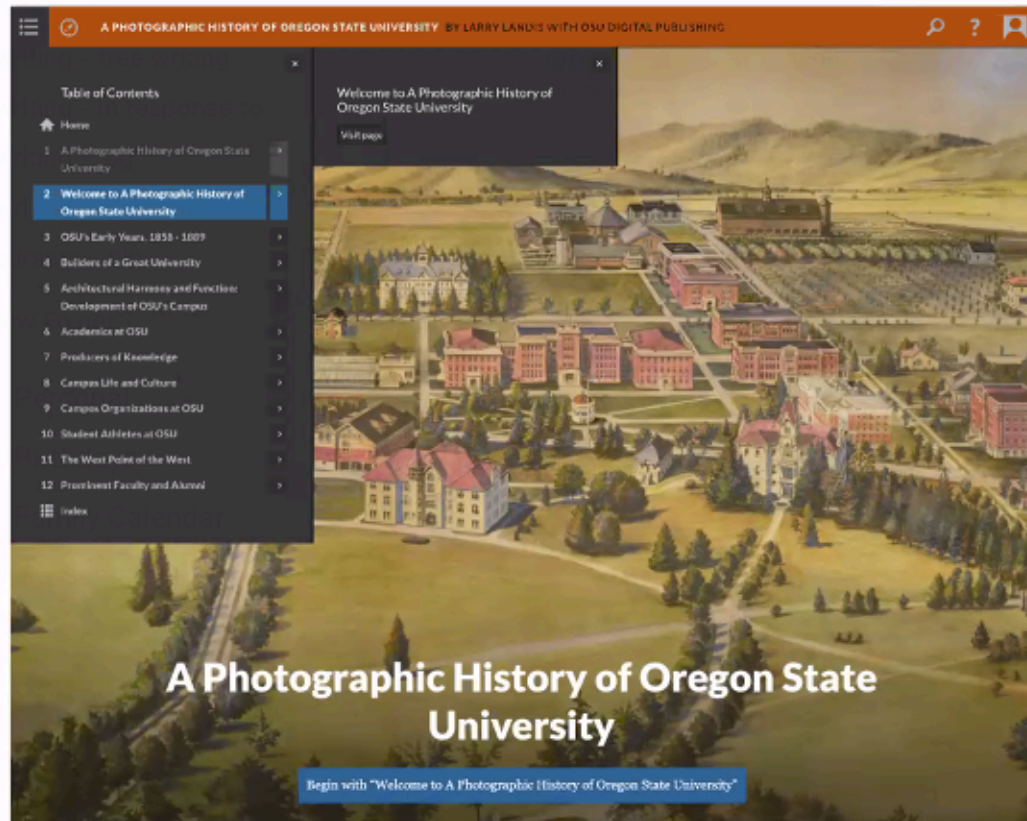 A PHOTOGRAPHIC HISTORY OF OREGON STATE UNIVERSITY BY LARRY LANDIS WITH OSU DIGITAL PUBLISHING
?
Table of Contents
Home
1 A Photographic History of Oregon State
University
2 Welcome to A Photographic History of
Oregon State University
3 OSU's Early Years, 1858 - 1889
4 Builders of a Great University
5 Architectural Harmony and Function:
Development of OSU's Campus
6 Academics at OSU
7 Producers of Knowledge
8 Campus Life and Culture
9 Campus Organizations at OSU
10 Student Athletes at OSU
11 The West Point of the West
12 Prominent Faculty and Alumni
Index
Welcome to A Photographic History of
Oregon State University
Visit page
A Photographic History of Oregon State
University
Begin with "Welcome to A Photographic History of Oregon State University"